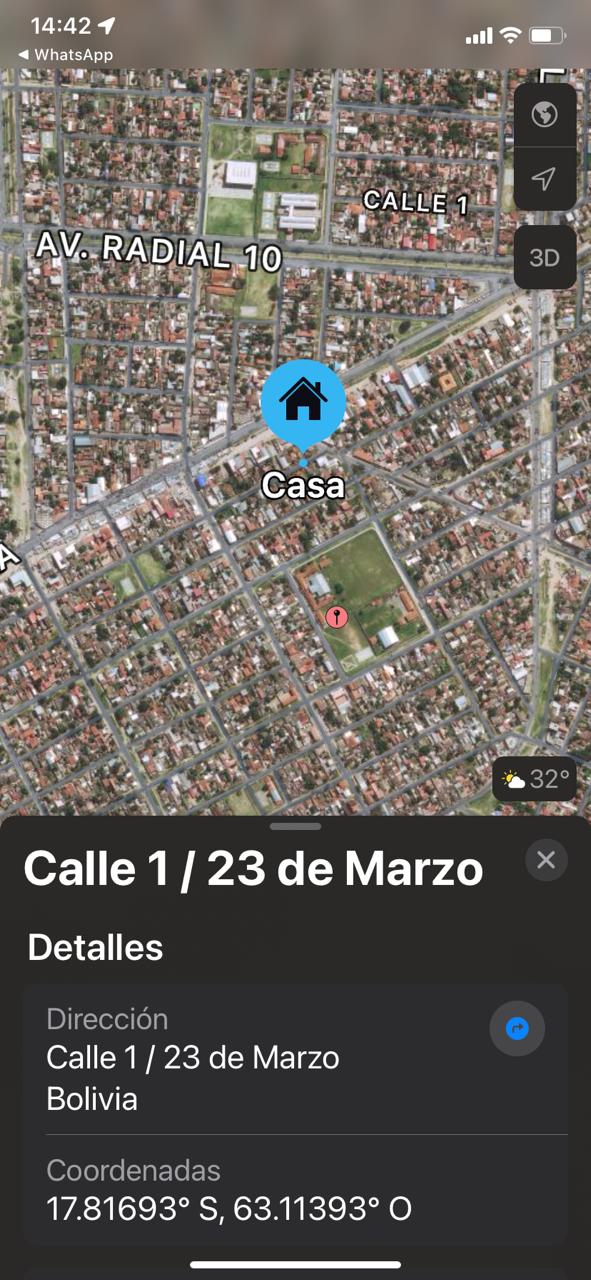 14:42
◀ WhatsApp
CALLE 1
AV. RADIAL 10
3D
Casa
A
32°
Calle 1 / 23 de Marzo
Detalles
Dirección
Calle 1 / 23 de Marzo
Bolivia
Coordenadas
17.81693° S, 63.11393° O